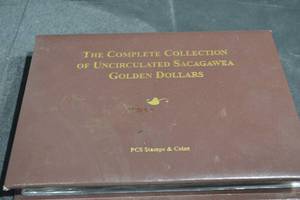 THE COMPLETE COLLECTION
OF UNCIRCULATED SACAGAWEA
GOLDEN DOLLARS
PCS Stamps & Coins